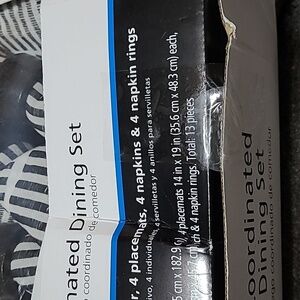 nated Dining Set
coordinado de comedor
r, 4 placemats, 4 napkins & 4 napkin rings
ivo, 4 individuales, 4 servilletas y 4 anillos para servilletas
5 cm x 182.9 4 placemats 14 in x 19 in (35.6 cm x 48.3 cm) each,
ch & 4 napkin rings. Total: 13 pieces
oordinated
Dining Set
coordinado de comedor